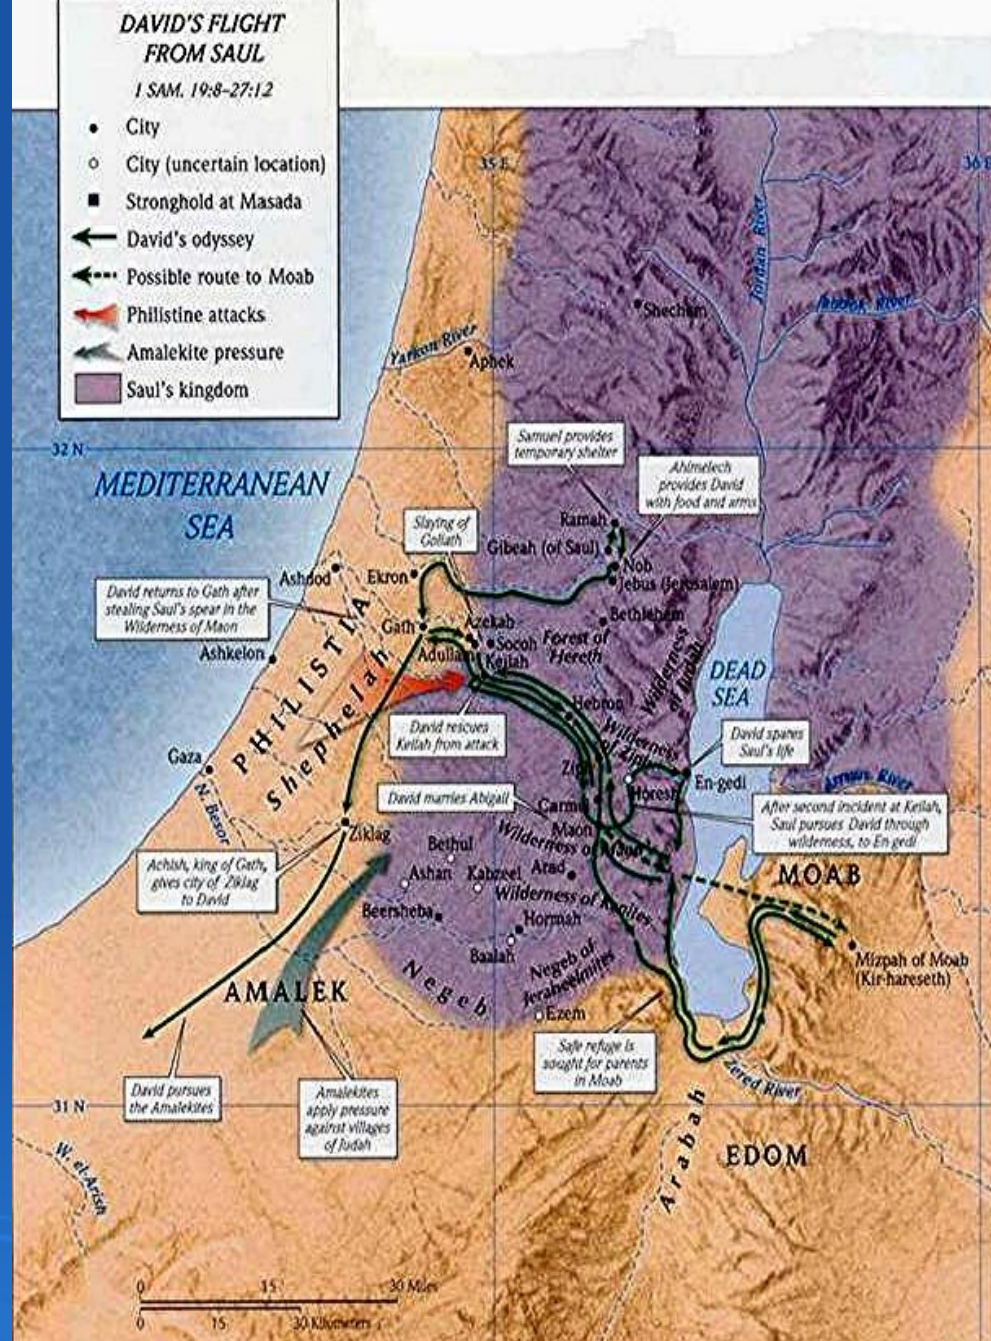 DAVID'S FLIGHT
FROM SAUL
I SAM. 19:8–27:12
City
City (uncertain location)
Stronghold at Masada
David's odyssey
Possible route to Moab
Philistine attacks
Amalekite pressure
Saul's kingdom
35 E
36 E
Jordan River
Shechem
Jabbok River
Yarkon River
Aphek
32 N
MEDITERRANEAN
SEA
Samuel provides
temporary shelter
Ahimelech
provides David
with food and arms
Slaying of
Goliath
Ramah
Gibeah (of Saul)
Nob
Jebus (Jerusalem)
Ashdod
Ekron
David returns to Gath after
stealing Saul's spear in the
Wilderness of Maon
Bethlehem
Gath
Azekah
Socoh
Forest of
Hereth
Adullam
Keilah
Ashkelon
Wilderness
of Judah
DEAD
SEA
PHILISTIA
Shephelah
Hebron
David rescues
Keilah from attack
Wilderness
of Ziph
David spares
Saul's life
Gaza
N. Besor
En-gedi
Arnon River
Horesh
David marries Abigail
Carmel
Maon
After second incident at Keilah,
Saul pursues David through
wilderness, to En gedi
Ziklag
Wilderness of Maon
Bethul
MOAB
Achish, king of Gath,
gives city of Ziklag
to David
Ashan
Kabzeel
Arad
Wilderness of Kenites
Beersheba
Hormah
Baalah
Mizpah of Moab
(Kir-hareseth)
Negeb
Negeb of
Jeraheelmites
AMALEK
Ezem
Safe refuge is
sought for parents
in Moab
Zered River
David pursues
the Amalekites
Amalekites
apply pressure
against villages
of Judah
31 N
Arabah
EDOM
W. el-Arish
0 15 30 Miles
0 15 30 Kilometers